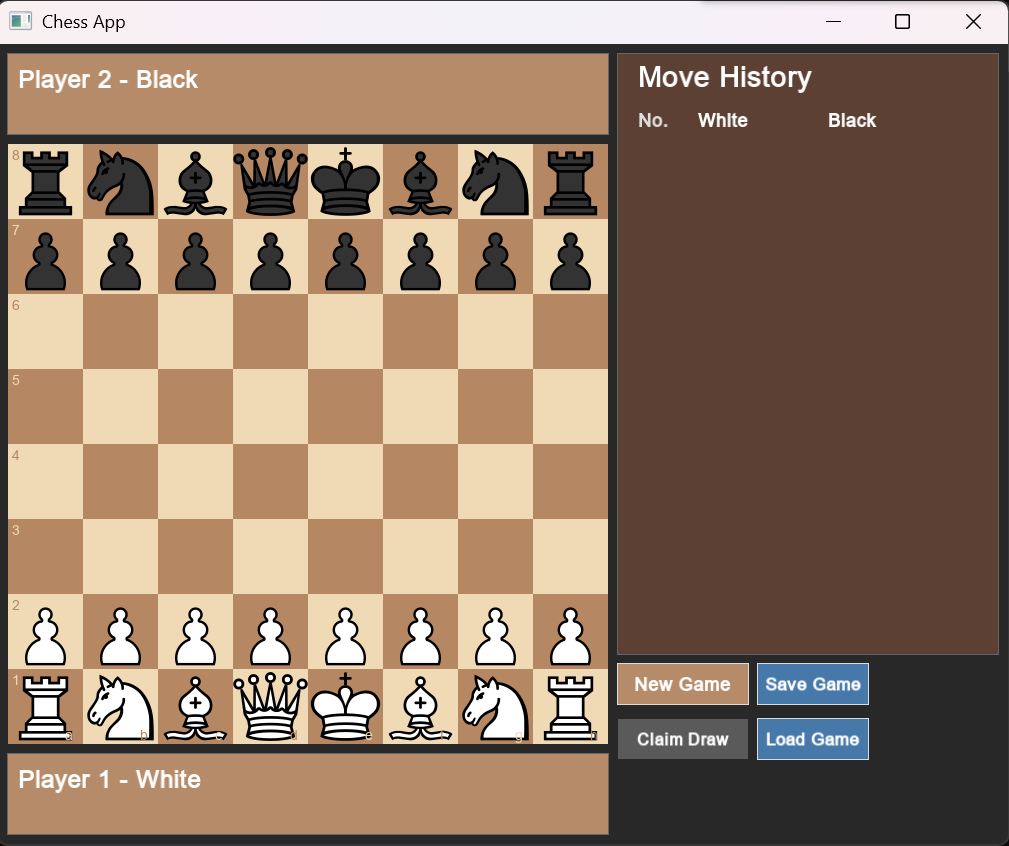 Chess App
Player 2 - Black
8
7
6
5
4
3
2
1
a b c d e f g h
Player 1 - White
Move History
No. White Black
New Game Save Game
Claim Draw Load Game